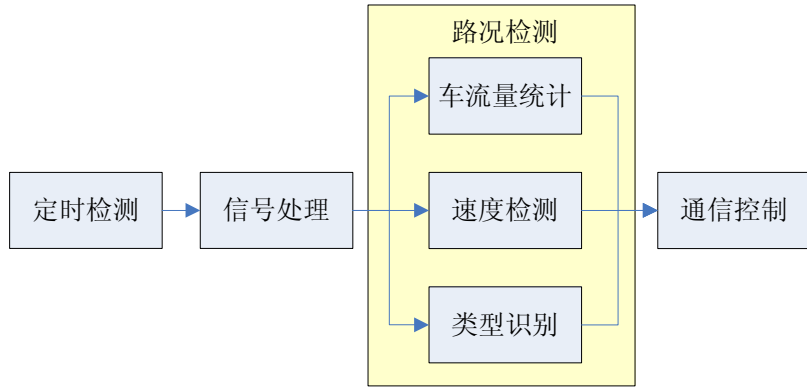 路况检测
车流量统计
定时检测
信号处理
速度检测
通信控制
类型识别